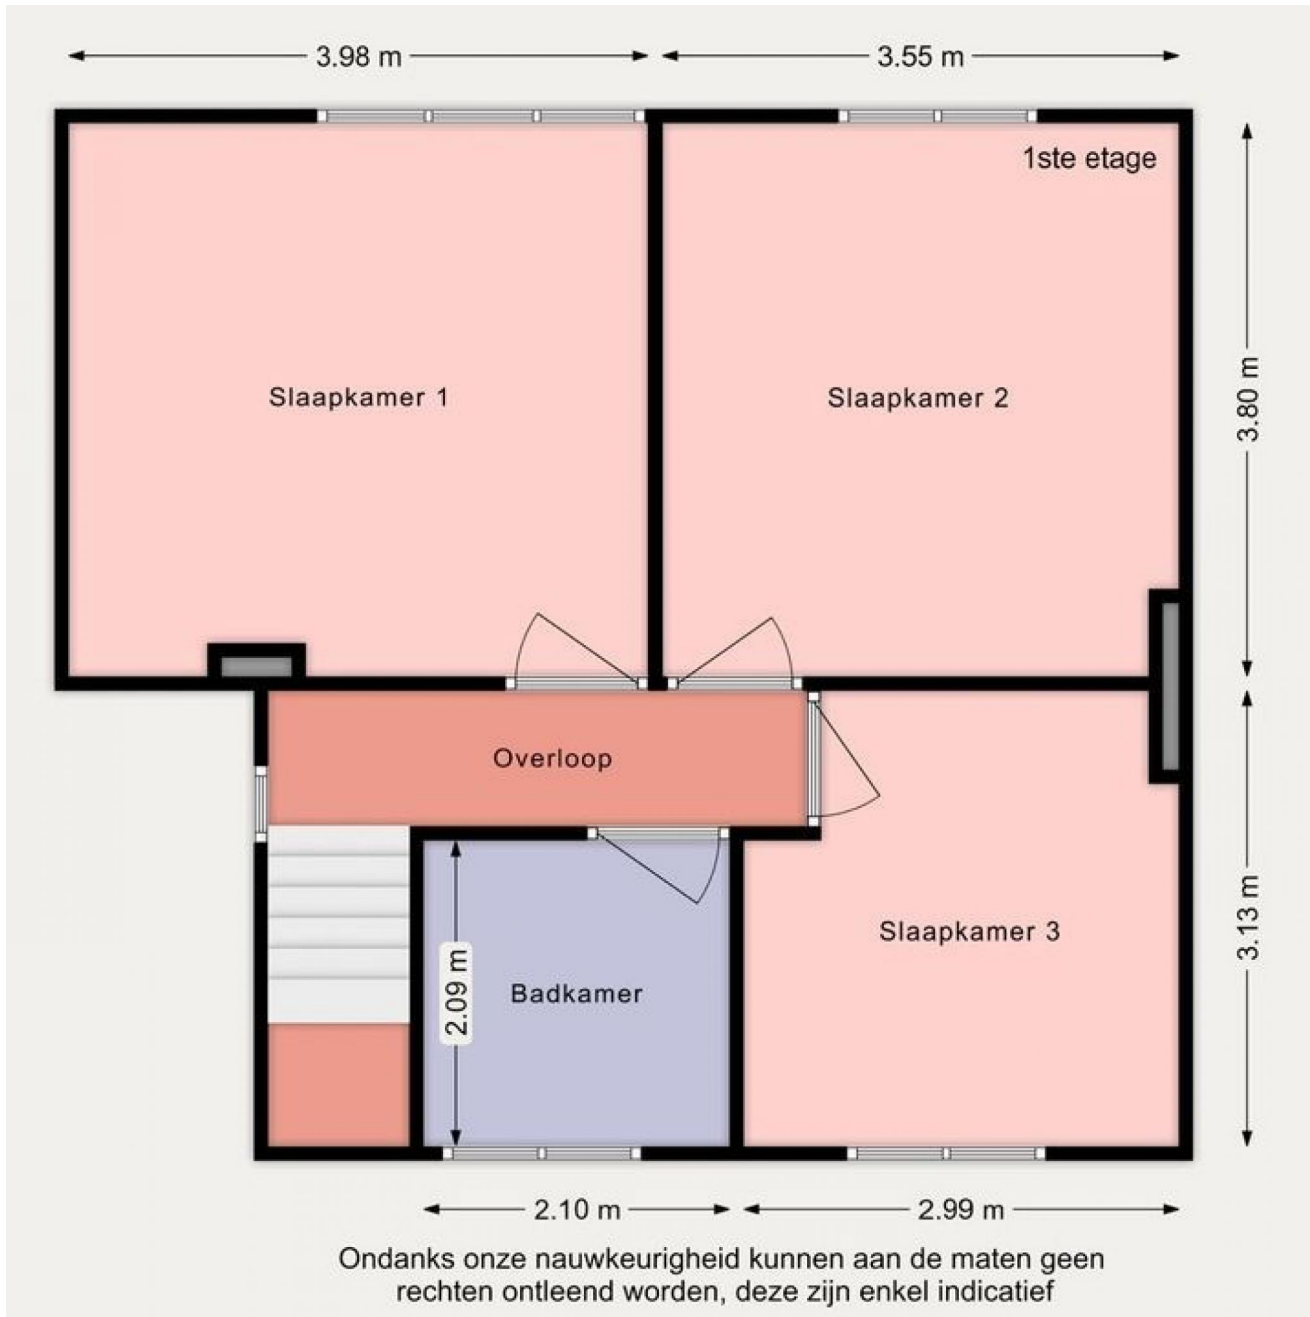 3.98 m
3.55 m
1ste etage
Slaapkamer 1
Slaapkamer 2
3.80 m
Overloop
Slaapkamer 3
3.13 m
2.09 m
Badkamer
2.10 m
2.99 m
Ondanks onze nauwkeurigheid kunnen aan de maten geen
rechten ontleend worden, deze zijn enkel indicatief